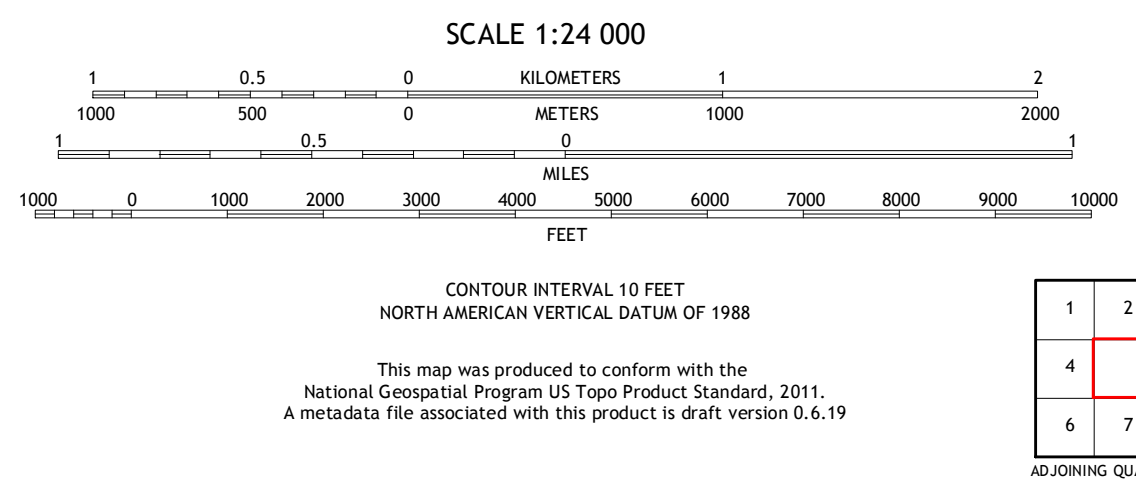 SCALE 1:24 000
1 0.5 0 KILOMETERS 1 2
1000 500 0 METERS 1000 2000
1 0.5 0 1
MILES
1000 0 1000 2000 3000 4000 5000 6000 7000 8000 9000 10000
FEET
CONTOUR INTERVAL 10 FEET
NORTH AMERICAN VERTICAL DATUM OF 1988
This map was produced to conform with the
National Geospatial Program US Topo Product Standard, 2011.
A metadata file associated with this product is draft version 0.6.19
1 2
4
6 7
ADJOINING